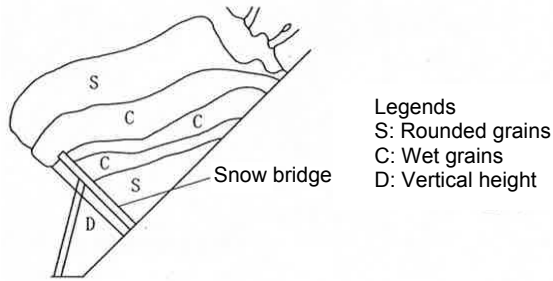 S
C
C
C
S
D
Snow bridge
Legends
S: Rounded grains
C: Wet grains
D: Vertical height